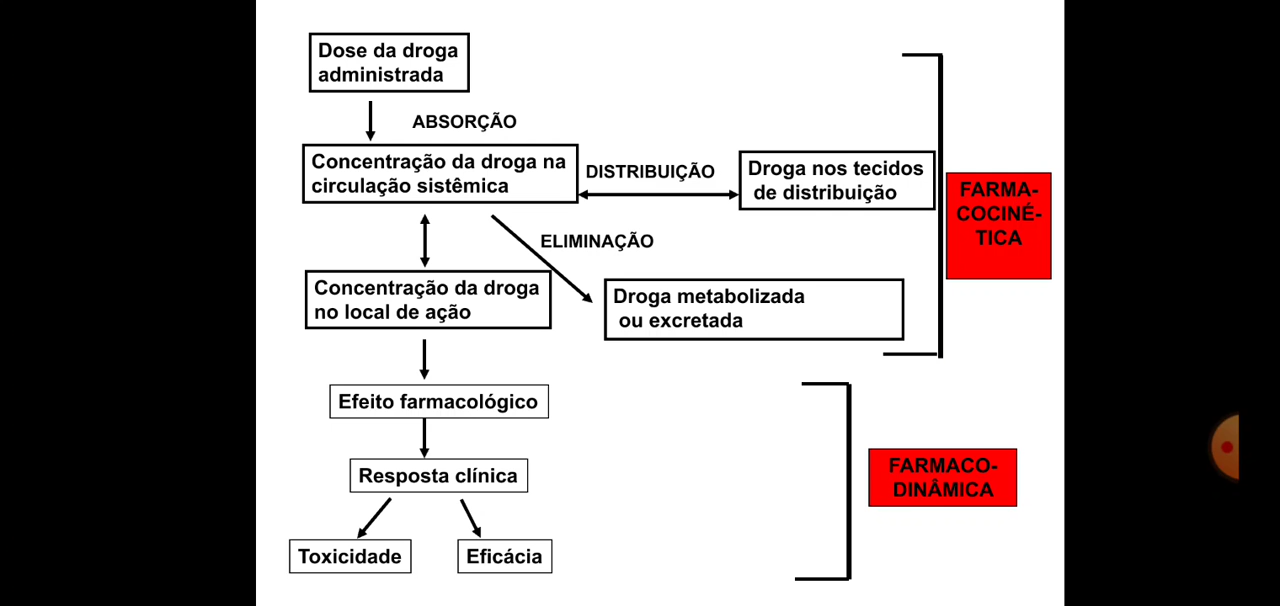 Dose da droga
administrada
ABSORÇÃO
Concentração da droga na
circulação sistêmica
DISTRIBUIÇÃO
Droga nos tecidos
de distribuição
FARMA-
COCINÉ-
TICA
ELIMINAÇÃO
Concentração da droga
no local de ação
Droga metabolizada
ou excretada
Efeito farmacológico
Resposta clínica
FARMACO-
DINÂMICA
Toxicidade
Eficácia